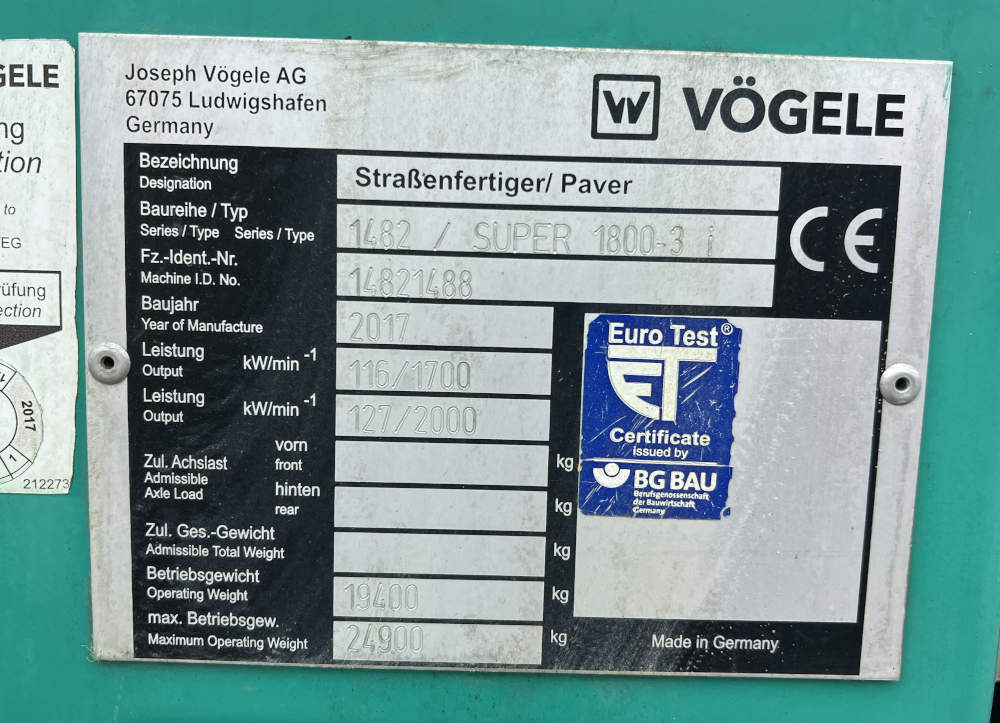 GELE
ng
tion
to
EG
rüfung
ection
2017
1
212273
Joseph Vögele AG
67075 Ludwigshafen
Germany
VÖGELE
Bezeichnung
Designation
Straßenfertiger/ Paver
Baureihe / Typ
Series / Type Series / Type
1482 / SUPER 1800-3 i
CE
Fz.-Ident.-Nr.
Machine I.D. No.
14821488
Baujahr
Year of Manufacture
2017
Leistung
Output
kW/min -1
116/1700
Leistung
Output
kW/min -1
127/2000
Zul. Achslast
Admissible
Axle Load
vorn
front
kg
hinten
rear
kg
Zul. Ges.-Gewicht
Admissible Total Weight
kg
Betriebsgewicht
Operating Weight
19400
kg
max. Betriebsgew.
Maximum Operating Weight
24900
kg
Euro Test®
ET
Certificate
issued by
BG BAU
Berufsgenossenschaft
der Bauwirtschaft
Germany
Made in Germany